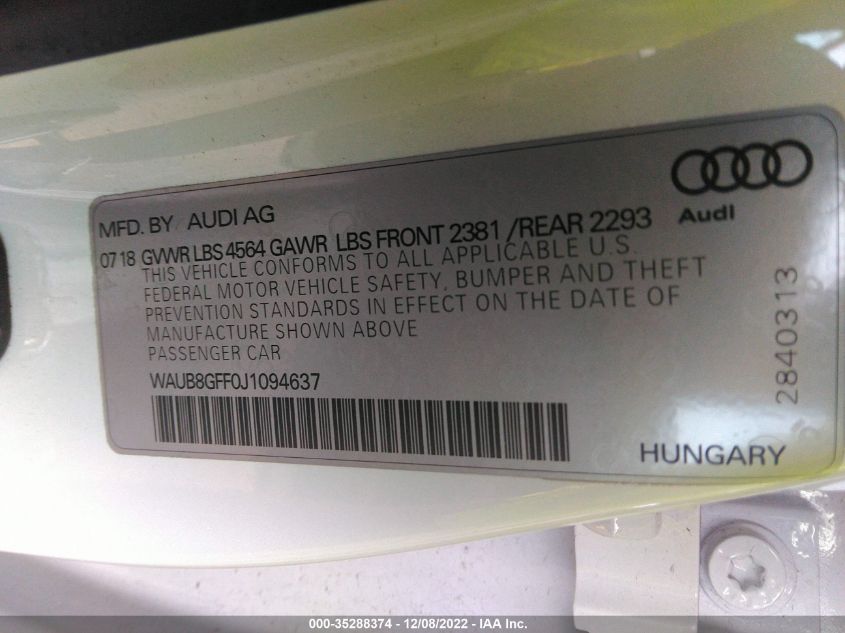 MFD. BY AUDI AG
07 18 GVWR LBS 4564 GAWR LBS FRONT 2381 /REAR 2293
THIS VEHICLE CONFORMS TO ALL APPLICABLE U.S.
FEDERAL MOTOR VEHICLE SAFETY, BUMPER AND THEFT
PREVENTION STANDARDS IN EFFECT ON THE DATE OF
MANUFACTURE SHOWN ABOVE
PASSENGER CAR
WAUB8GFF0J1094637
Audi
2840313
HUNGARY
000-35288374 - 12/08/2022 - IAA Inc.